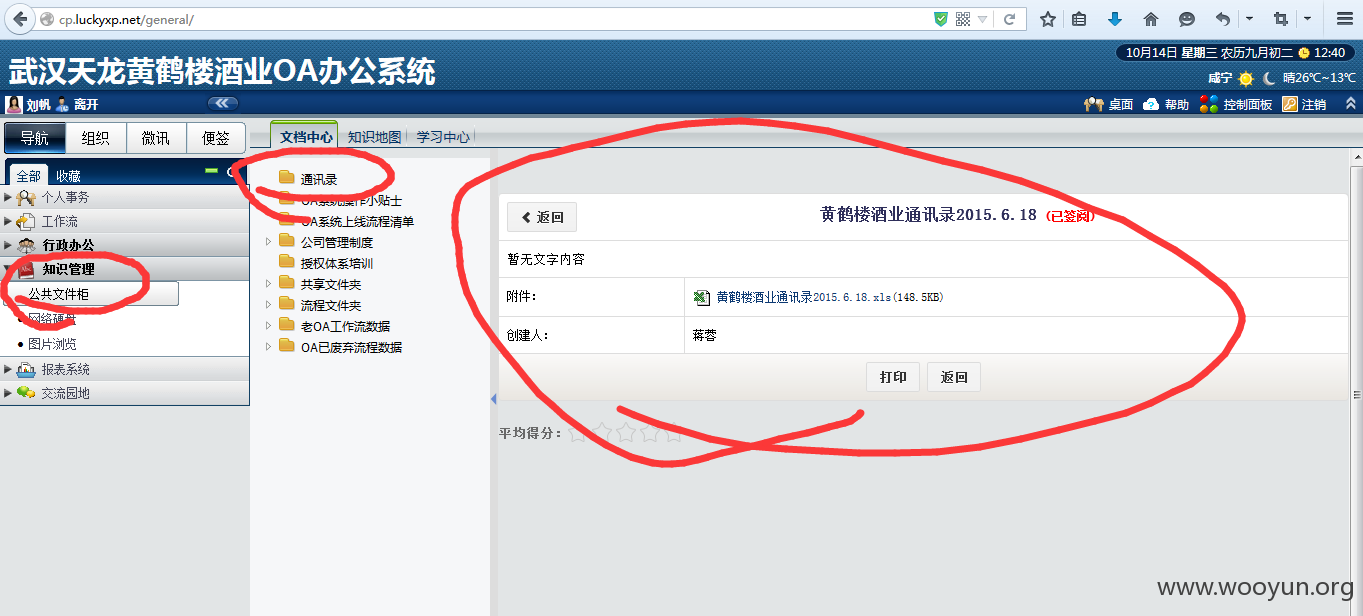 cp.luckyxp.net/general/
10月14日 星期三 农历九月初二 12:40
武汉天龙黄鹤楼酒业OA办公系统
咸宁 晴26℃~13℃
刘帆 离开
桌面 帮助 控制面板 注销
导航 组织 微讯 便签
文档中心 知识地图 学习中心
全部 收藏
个人事务
工作流
行政办公
知识管理
公共文件柜
网络硬盘
图片浏览
报表系统
交流园地
通讯录
OA系统操作小贴士
OA系统上线流程清单
公司管理制度
授权体系培训
共享文件夹
流程文件夹
老OA工作流数据
OA已废弃流程数据
返回
黄鹤楼酒业通讯录2015.6.18 (已签阅)
暂无文字内容
附件: 黄鹤楼酒业通讯录2015.6.18.xls(148.5KB)
创建人: 蒋蓉
打印 返回
平均得分:
www.wooyun.org